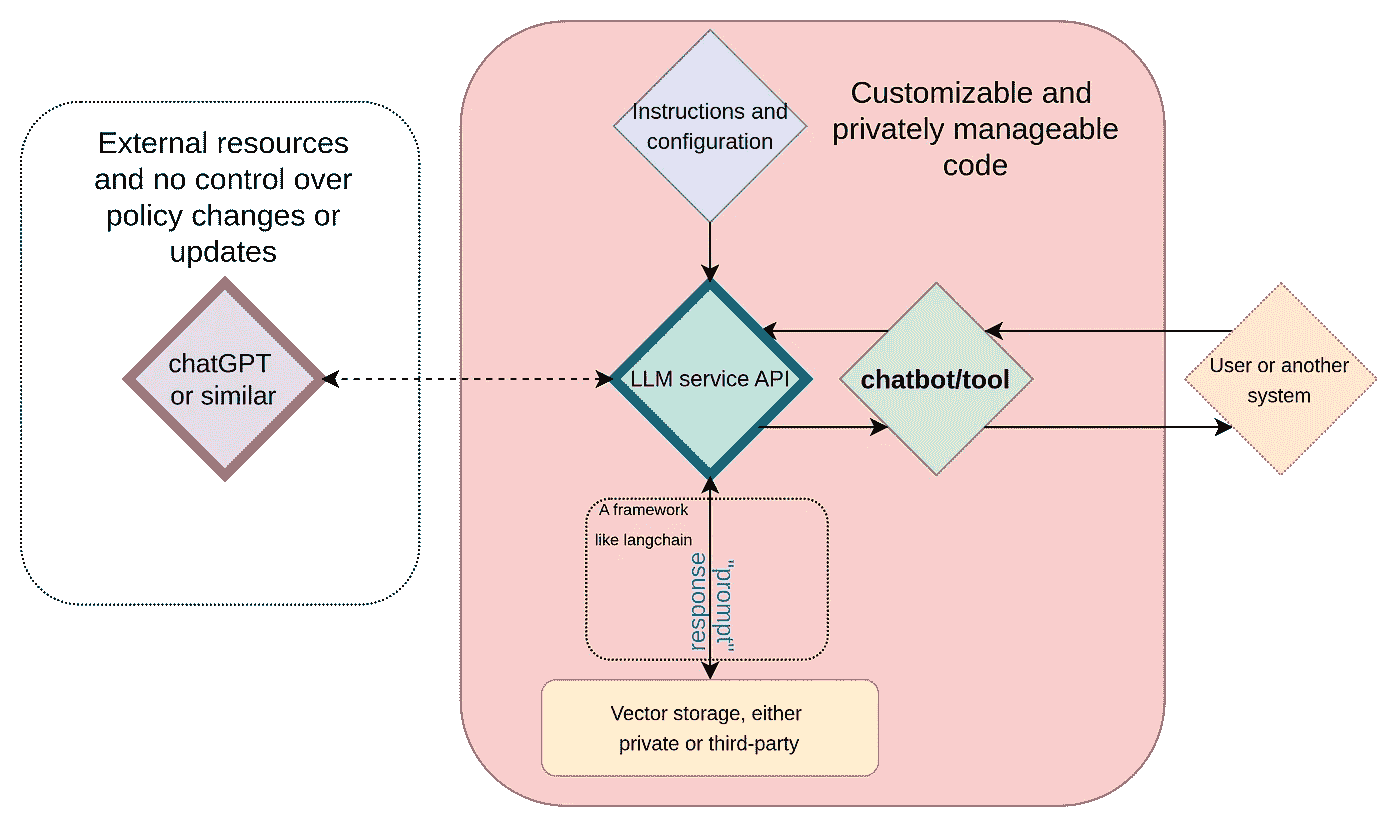 External resources
and no control over
policy changes or
updates
chatGPT
or similar
Instructions and
configuration
Customizable and
privately manageable
code
LLM service API
chatbot/tool
User or another
system
A framework
like langchain
response
"prompt"
Vector storage, either
private or third-party